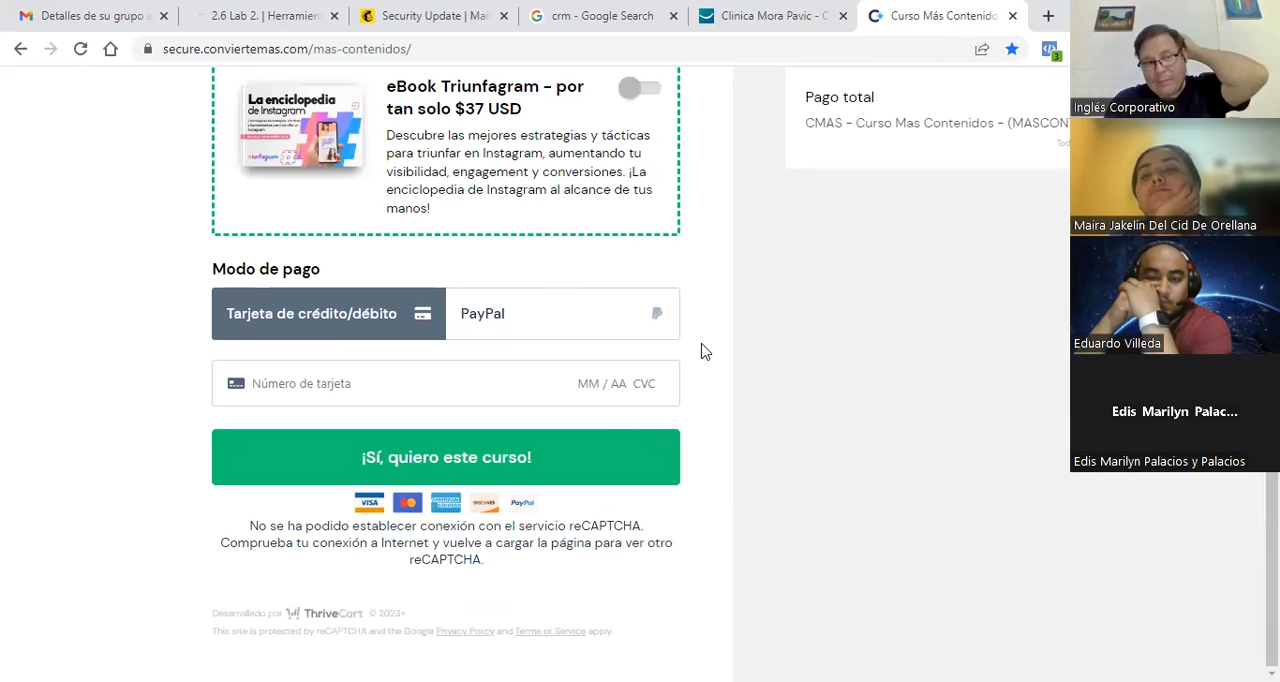 Detalles de su grupo a
2.6 Lab 2. | Herramien
Security Update | Mail
crm - Google Search
Clinica Mora Pavic - C
Curso Más Contenido
secure.conviertemas.com/mas-contenidos/
3
La enciclopedia
de Instagram
triunfagram
eBook Triunfagram - por
tan solo $37 USD
Descubre las mejores estrategias y tácticas
para triunfar en Instagram, aumentando tu
visibilidad, engagement y conversiones. ¡La
enciclopedia de Instagram al alcance de tus
manos!
Modo de pago
Tarjeta de crédito/débito
PayPal
Número de tarjeta
MM / AA CVC
¡Sí, quiero este curso!
VISA
DISCOVER
PayPal
No se ha podido establecer conexión con el servicio reCAPTCHA.
Comprueba tu conexión a Internet y vuelve a cargar la página para ver otro
reCAPTCHA.
Desarrollado por ThriveCart © 2023+
This site is protected by reCAPTCHA and the Google Privacy Policy and Terms of Service apply.
Pago total
CMAS - Curso Mas Contenidos - (MASCON
Tod
Inglés Corporativo
Maira Jakelin Del Cid De Orellana
Eduardo Villeda
Edis Marilyn Palac...
Edis Marilyn Palacios y Palacios